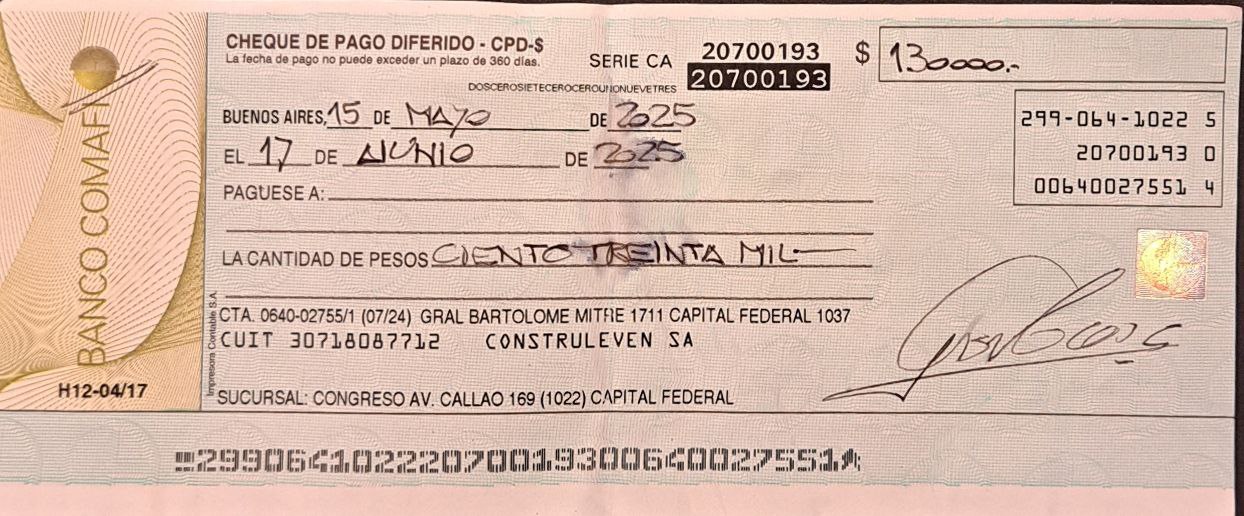 BANCO COMAFI
H12-04/17
Impresora Contable S.A.
CHEQUE DE PAGO DIFERIDO - CPD-$
La fecha de pago no puede exceder un plazo de 360 días.
SERIE CA 20700193
20700193
$ 130000.-
DOSCEROSIETECEROCEROUNONUEVETRES
BUENOS AIRES, 15 DE MAYO DE 2025
EL 17 DE JUNIO DE 2025
299-064-1022 5
20700193 0
00640027551 4
PAGUESE A:
LA CANTIDAD DE PESOS CIENTO TREINTA MIL
CTA. 0640-02755/1 (07/24) GRAL BARTOLOME MITRE 1711 CAPITAL FEDERAL 1037
CUIT 30718087712 CONSTRULEVEN SA
SUCURSAL: CONGRESO AV. CALLAO 169 (1022) CAPITAL FEDERAL
29906410222070019300640027551